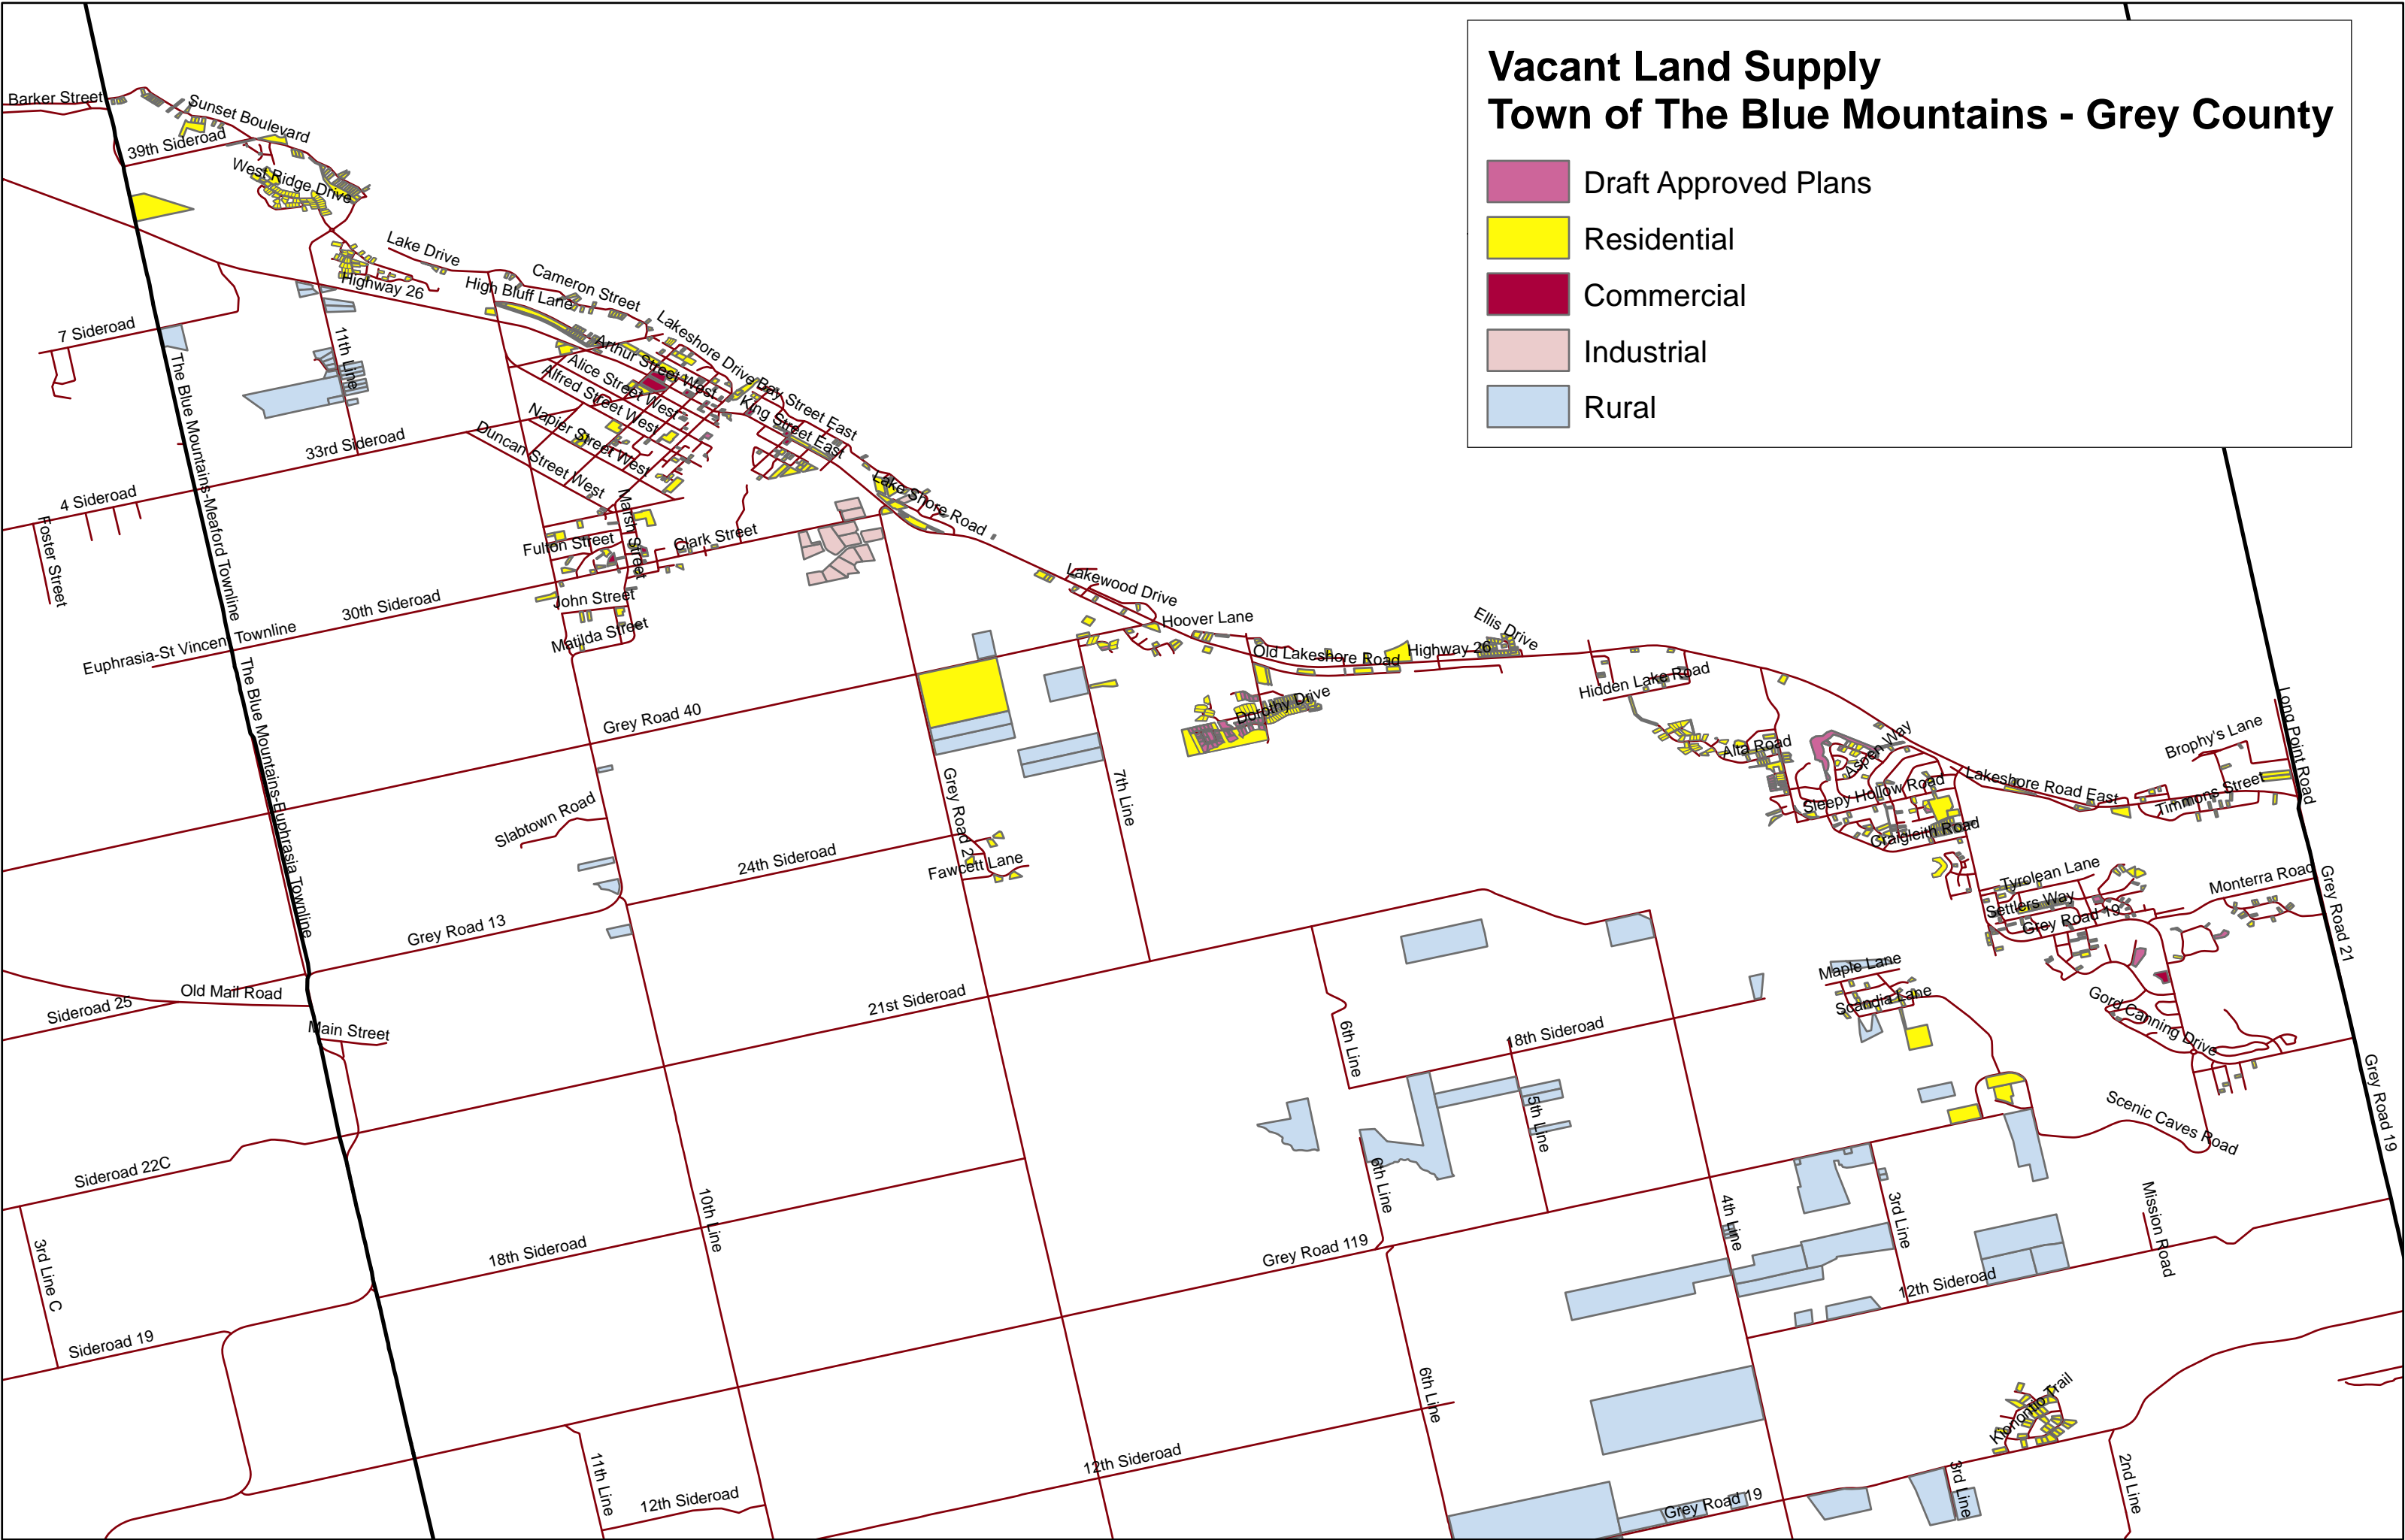 Vacant Land Supply
Town of The Blue Mountains - Grey County
Draft Approved Plans
Residential
Commercial
Industrial
Rural
Barker Street
Sunset Boulevard
39th Sideroad
West Ridge Drive
Lake Drive
Highway 26
High Bluff Lane
Cameron Street
7 Sideroad
11th Line
Lakeshore Drive
Arthur Street West
Alice Street West
Alfred Street West
Bay Street East
King Street East
Napier Street West
Duncan Street West
33rd Sideroad
4 Sideroad
Foster Street
The Blue Mountains-Meaford Townline
Lake Shore Road
Marsh Street
Fulton Street
Clark Street
John Street
Matilda Street
30th Sideroad
Euphrasia-St Vincent Townline
Lakewood Drive
Hoover Lane
Ellis Drive
Old Lakeshore Road
Highway 26
Hidden Lake Road
Dorothy Drive
Grey Road 40
The Blue Mountains-Euphrasia Townline
Grey Road 2
7th Line
Alta Road
Aspen Way
Sleepy Hollow Road
Craigleith Road
Lakeshore Road East
Brophy's Lane
Timmons Street
Long Point Road
Slabtown Road
24th Sideroad
Fawcett Lane
Tyrolean Lane
Settlers Way
Grey Road 19
Monterra Road
Grey Road 21
Grey Road 13
Old Mail Road
Sideroad 25
Main Street
21st Sideroad
6th Line
18th Sideroad
Maple Lane
Scandia Lane
Gord Canning Drive
Grey Road 19
Scenic Caves Road
5th Line
6th Line
Sideroad 22C
10th Line
4th Line
3rd Line
Mission Road
3rd Line C
18th Sideroad
Grey Road 119
12th Sideroad
Sideroad 19
6th Line
Kionontio Trail
11th Line
12th Sideroad
12th Sideroad
Grey Road 19
3rd Line
2nd Line